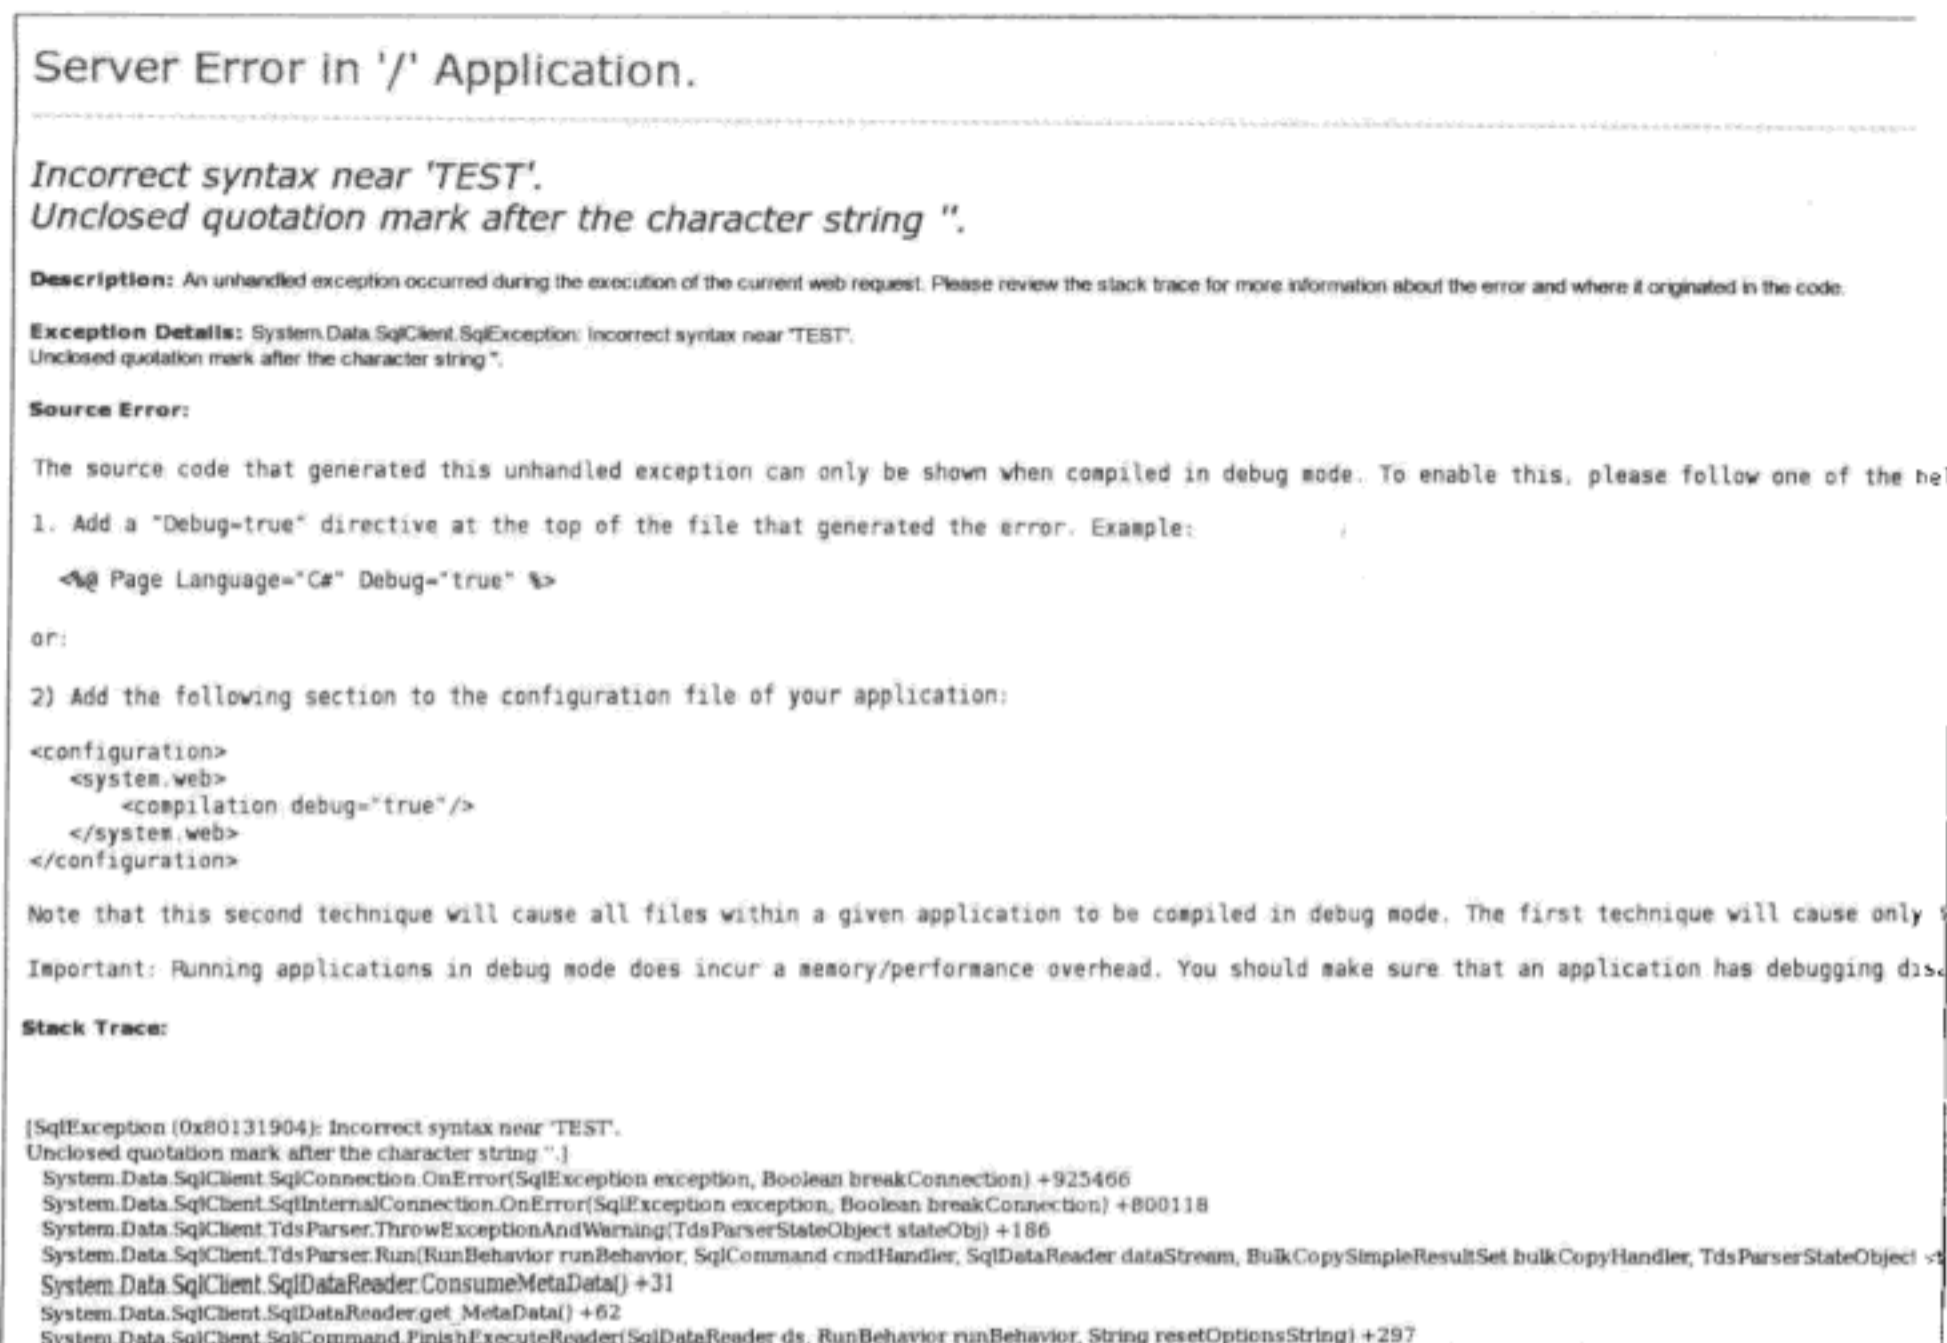 Server Error in '/' Application.
Incorrect syntax near 'TEST'.
Unclosed quotation mark after the character string ''.
Description: An unhandled exception occurred during the execution of the current web request. Please review the stack trace for more information about the error and where it originated in the code.
Exception Details: System.Data.SqlClient.SqlException: Incorrect syntax near 'TEST'.
Unclosed quotation mark after the character string ''.
Source Error:
The source code that generated this unhandled exception can only be shown when compiled in debug mode. To enable this, please follow one of the
1. Add a "Debug=true" directive at the top of the file that generated the error. Example:
<%@ Page Language="C#" Debug="true" %>
or:
2) Add the following section to the configuration file of your application:
<configuration>
<system.web>
<compilation debug="true"/>
</system.web>
</configuration>
Note that this second technique will cause all files within a given application to be compiled in debug mode. The first technique will cause only
Important: Running applications in debug mode does incur a memory/performance overhead. You should make sure that an application has debugging
Stack Trace:
[SqlException (0x80131904): Incorrect syntax near 'TEST'.
Unclosed quotation mark after the character string ''.]
System.Data.SqlClient.SqlConnection.OnError(SqlException exception, Boolean breakConnection) +925466
System.Data.SqlClient.SqlInternalConnection.OnError(SqlException exception, Boolean breakConnection) +800118
System.Data.SqlClient.TdsParser.ThrowExceptionAndWarning(TdsParserStateObject stateObj) +186
System.Data.SqlClient.TdsParser.Run(RunBehavior runBehavior, SqlCommand cmdHandler, SqlDataReader dataStream, BulkCopySimpleResultSet bulkCopyHandler, TdsParserStateObject
System.Data.SqlClient.SqlDataReader.ConsumeMetaData() +31
System.Data.SqlClient.SqlDataReader.get_MetaData() +62
System.Data.SqlClient.SqlCommand.FinishExecuteReader(SqlDataReader ds, RunBehavior runBehavior, String resetOptionsString) +297